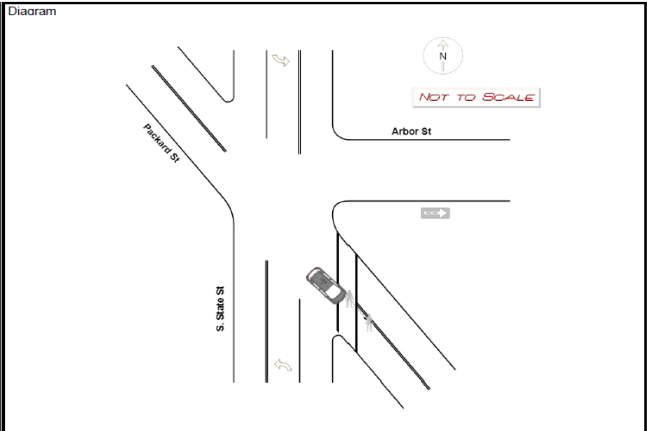 Diagram
N
NOT TO SCALE
Arbor St
Packard St
S. State St